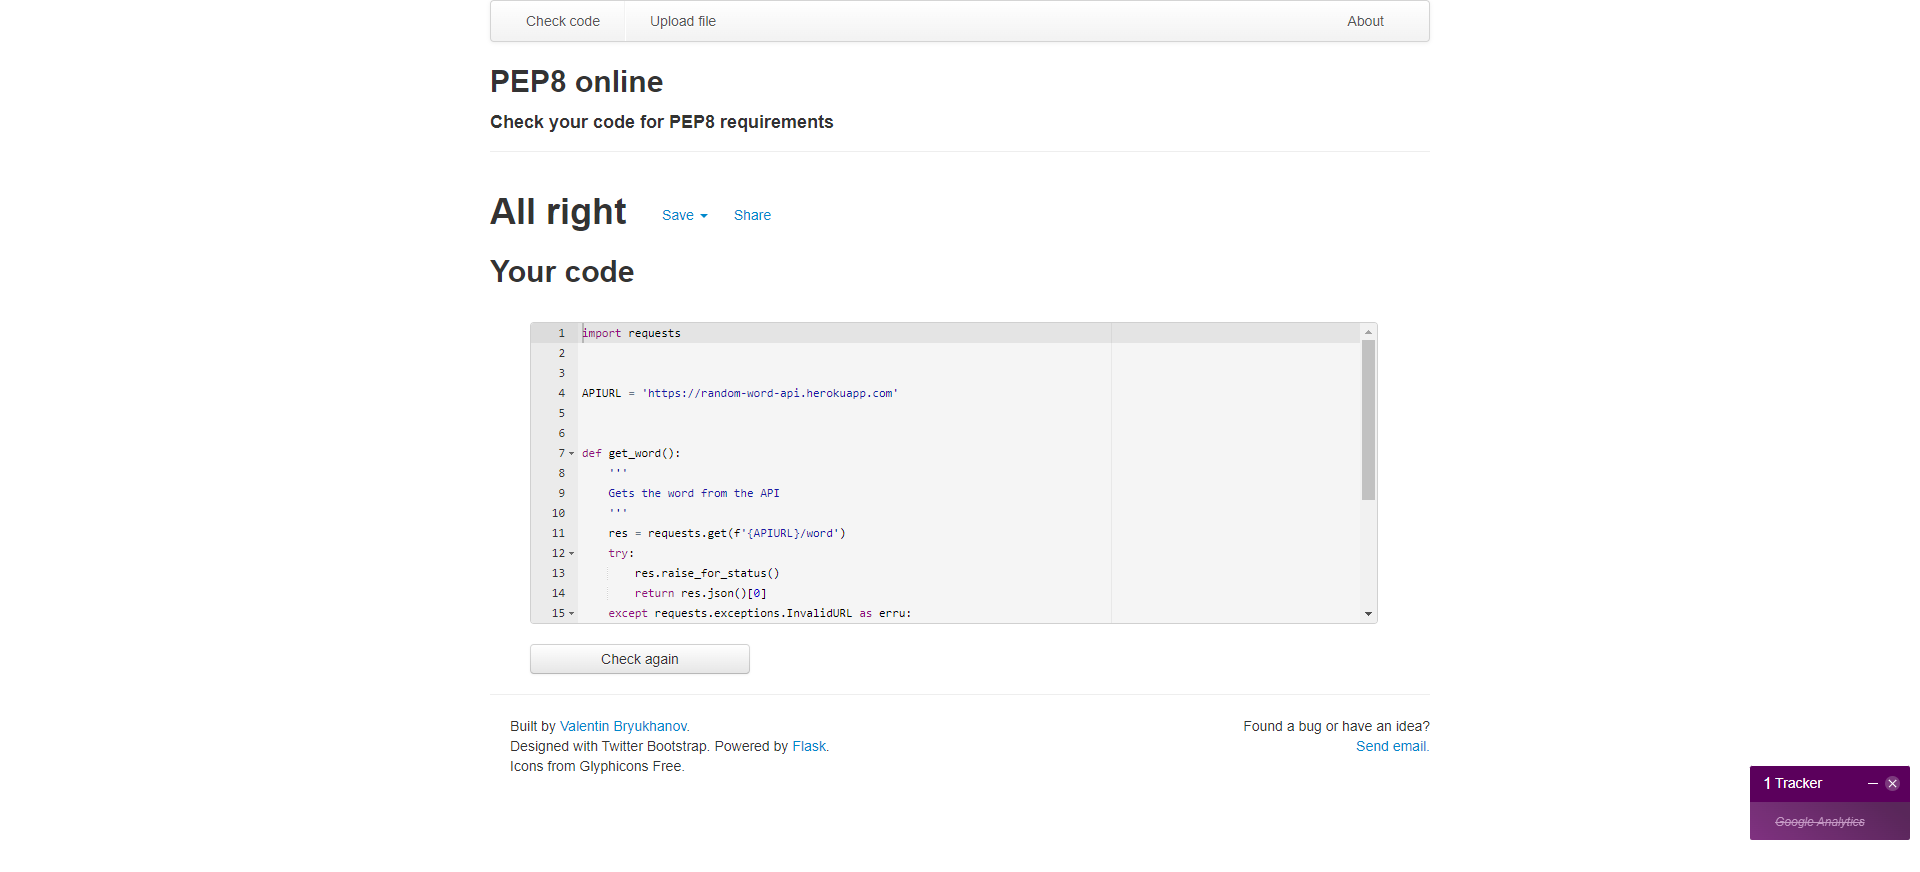 Check code Upload file About
PEP8 online
Check your code for PEP8 requirements
All right Save Share
Your code
1 import requests
2
3
4 APIURL = 'https://random-word-api.herokuapp.com'
5
6
7 def get_word():
8     '''
9     Gets the word from the API
10     '''
11     res = requests.get(f'{APIURL}/word')
12     try:
13         res.raise_for_status()
14         return res.json()[0]
15     except requests.exceptions.InvalidURL as erru:
Check again
Built by Valentin Bryukhanov.
Designed with Twitter Bootstrap. Powered by Flask.
Icons from Glyphicons Free.
Found a bug or have an idea?
Send email.
1 Tracker
Google Analytics